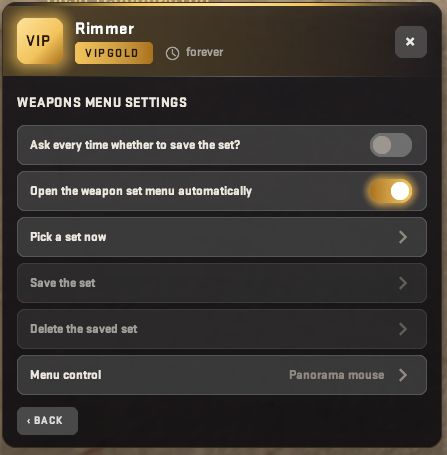 VIP
Rimmer
VIPGOLD
forever
×
WEAPONS MENU SETTINGS
Ask every time whether to save the set?
Open the weapon set menu automatically
Pick a set now
Save the set
Delete the saved set
Menu control Panorama mouse
‹ BACK